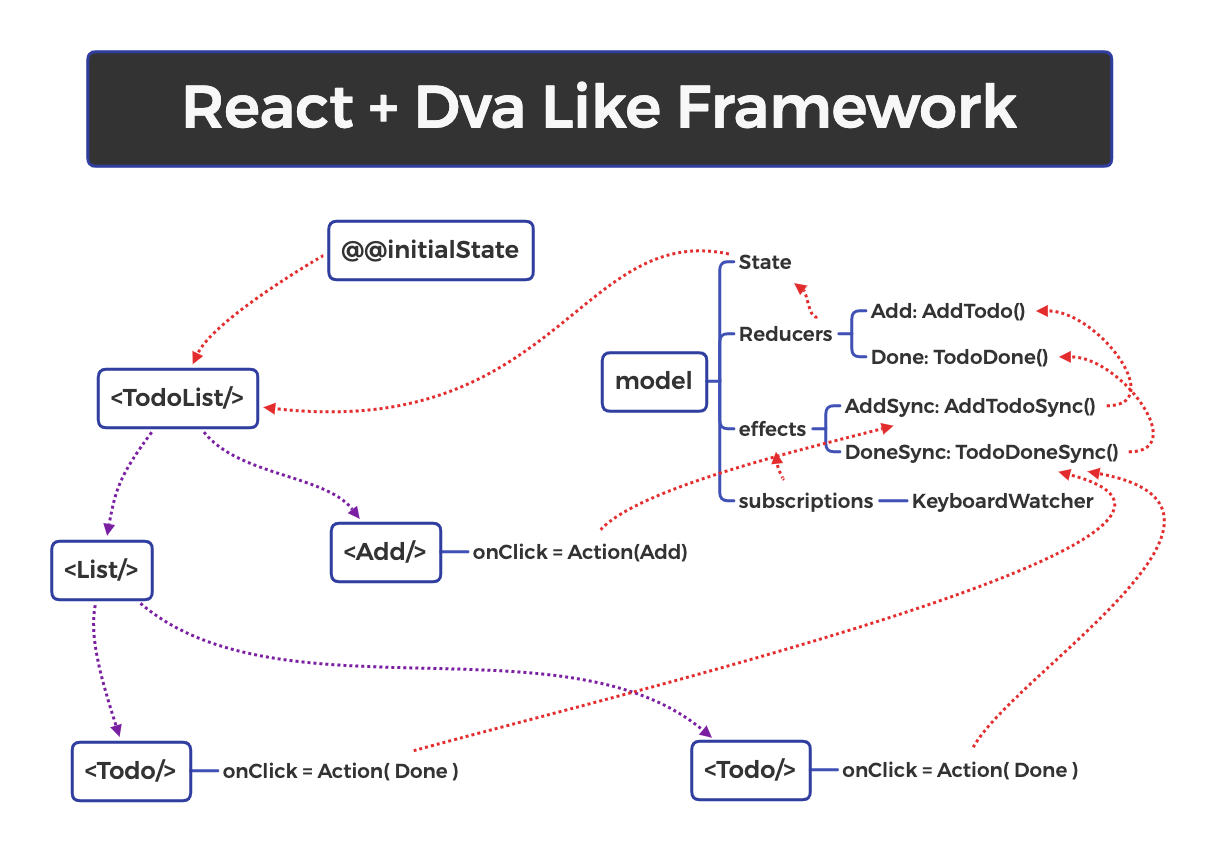 React + Dva Like Framework
@@initialState
State
Add: AddTodo()
Reducers
Done: TodoDone()
model
<TodoList/>
AddSync: AddTodoSync()
effects
DoneSync: TodoDoneSync()
subscriptions
KeyboardWatcher
<Add/>
onClick = Action(Add)
<List/>
<Todo/>
onClick = Action( Done )
<Todo/>
onClick = Action( Done )